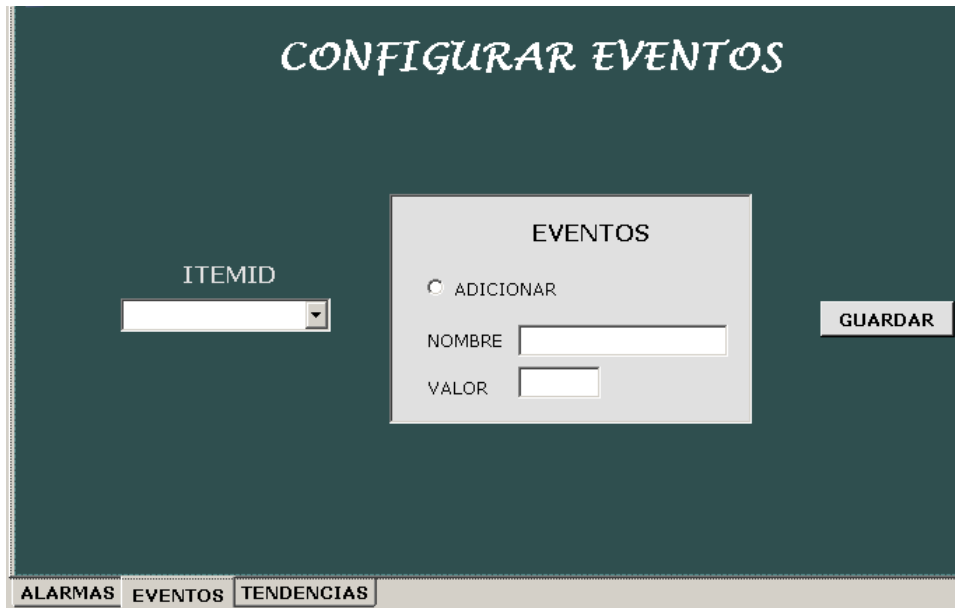 CONFIGURAR EVENTOS
EVENTOS
ITEMID
ADICIONAR
GUARDAR
NOMBRE
VALOR
ALARMAS EVENTOS TENDENCIAS